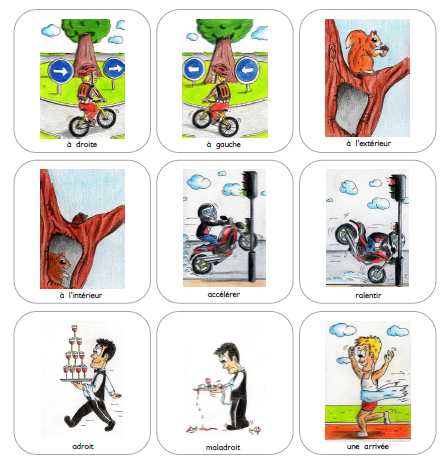 à droite
à gauche
à l'extérieur
à l'intérieur
accélérer
ralentir
adroit
maladroit
une arrivée